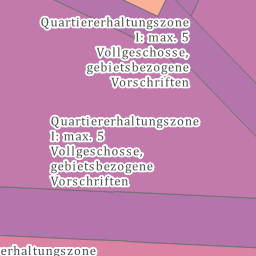 Quartiererhaltungszone
I: max. 5
Vollgeschosse,
gebietsbezogene
Vorschriften
Quartiererhaltungszone
I: max. 5
Vollgeschosse,
gebietsbezogene
Vorschriften
erhaltungszone